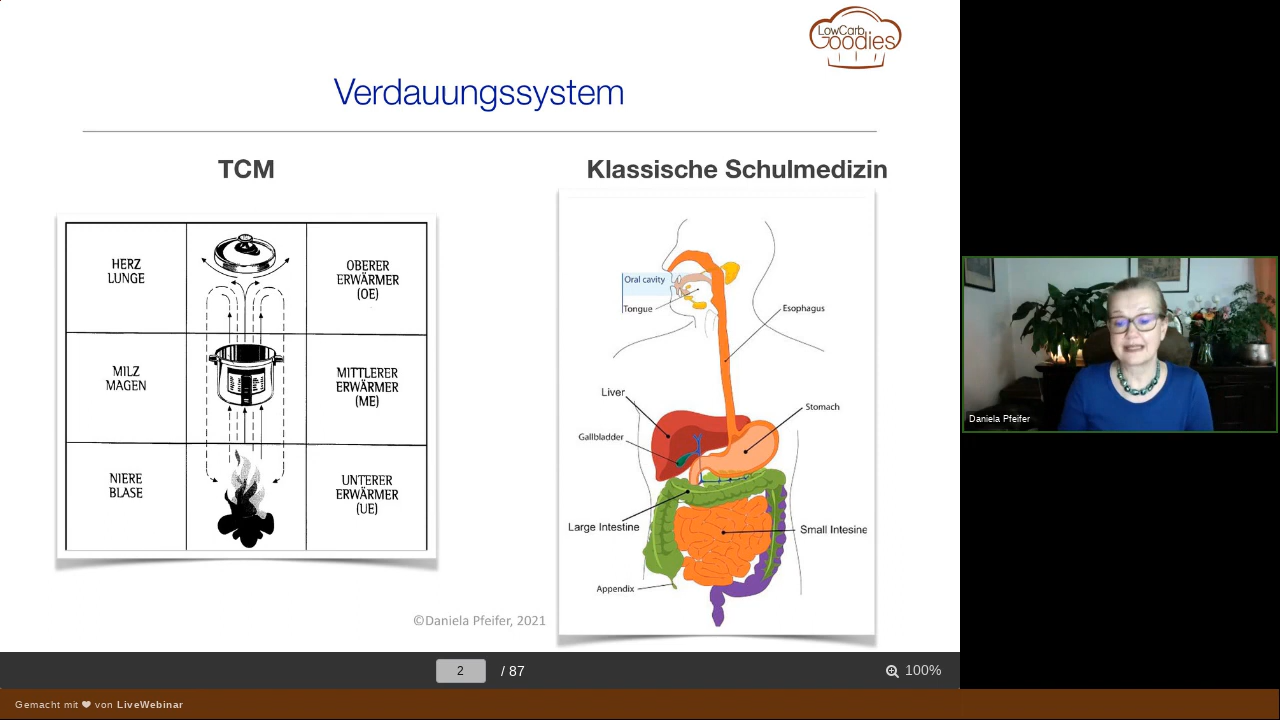 LowCarb
Goodies
Verdauungssystem
TCM
Klassische Schulmedizin
HERZ
LUNGE
OBERER
ERWÄRMER
(OE)
MILZ
MAGEN
MITTLERER
ERWÄRMER
(ME)
NIERE
BLASE
UNTERER
ERWÄRMER
(UE)
Oral cavity
Tongue
Esophagus
Liver
Stomach
Gallbladder
Large Intestine
Small Intesine
Appendix
©Daniela Pfeifer, 2021
Daniela Pfeifer
2 / 87
100%
Gemacht mit ❤ von LiveWebinar